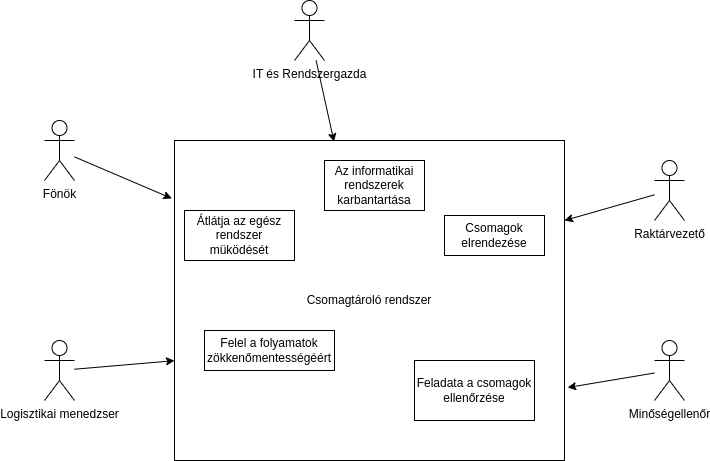 IT és Rendszergazda
Főnök
Az informatikai
rendszerek
karbantartása
Átlátja az egész
rendszer
müködését
Csomagok
elrendezése
Raktárvezető
Csomagtároló rendszer
Felel a folyamatok
zökkenőmentességéért
Feladata a csomagok
ellenőrzése
Logisztikai menedzser
Minőségellenőr